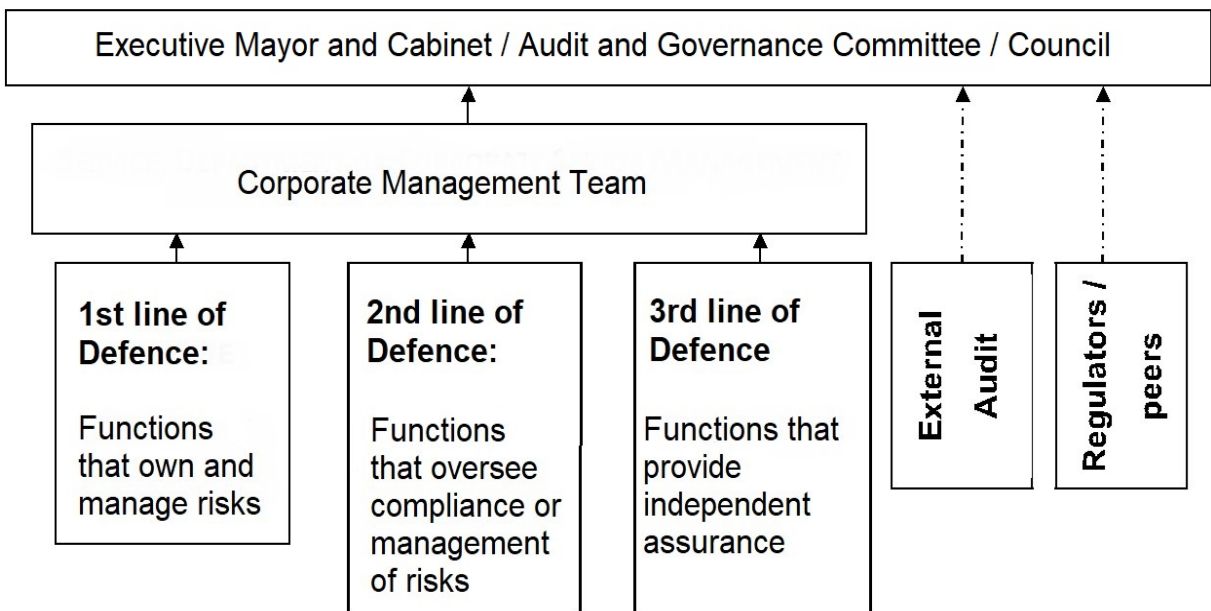 Executive Mayor and Cabinet / Audit and Governance Committee / Council
Corporate Management Team
1st line of
Defence:
Functions
that own and
manage risks
2nd line of
Defence:
Functions
that oversee
compliance or
management
of risks
3rd line of
Defence
Functions that
provide
independent
assurance
External
Audit
Regulators /
peers